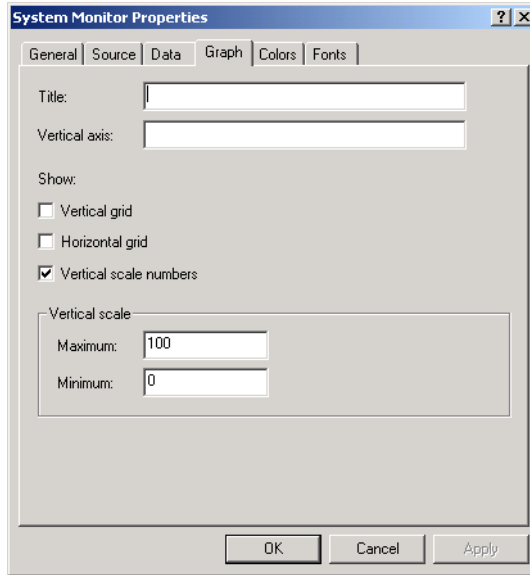 System Monitor Properties
General Source Data Graph Colors Fonts
Title:
Vertical axis:
Show:
Vertical grid
Horizontal grid
Vertical scale numbers
Vertical scale
Maximum: 100
Minimum: 0
OK Cancel Apply